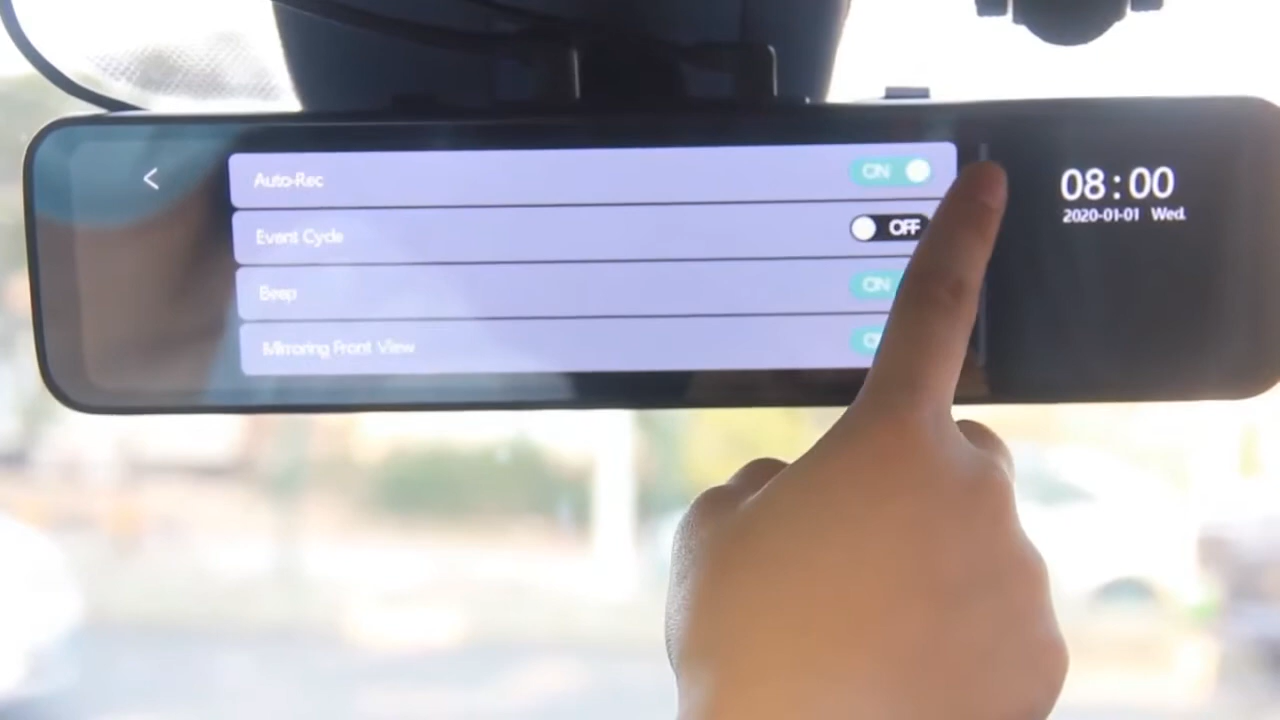 <
Auto-Rec
ON
Event Cycle
OFF
Beep
ON
Mirroring Front View
08:00
2020-01-01 Wed.